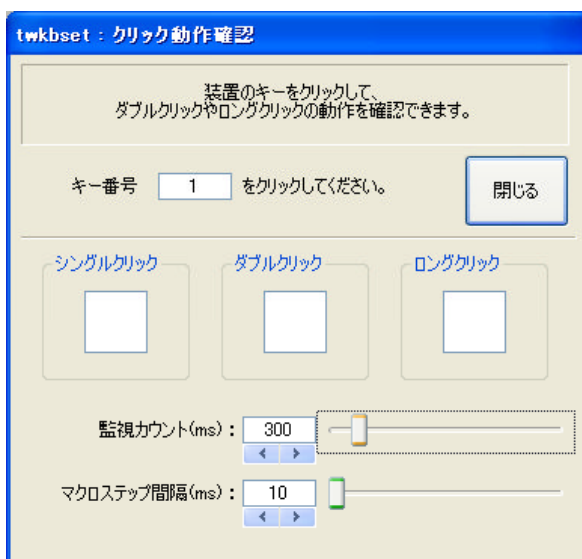 twkbset : クリック動作確認
装置のキーをクリックして、
ダブルクリックやロングクリックの動作を確認できます。
キー番号 1 をクリックしてください。
閉じる
シングルクリック ダブルクリック ロングクリック
監視カウント(ms) : 300
マクロステップ間隔(ms) : 10